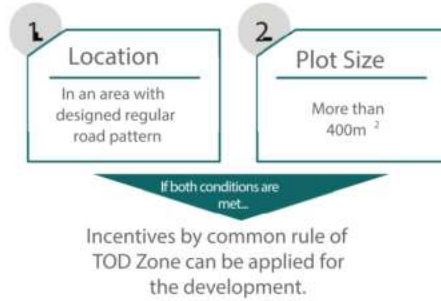 1.
Location
In an area with
designed regular
road pattern
2
Plot Size
More than
400m ²
If both conditions are
met...
Incentives by common rule of
TOD Zone can be applied for
the development.